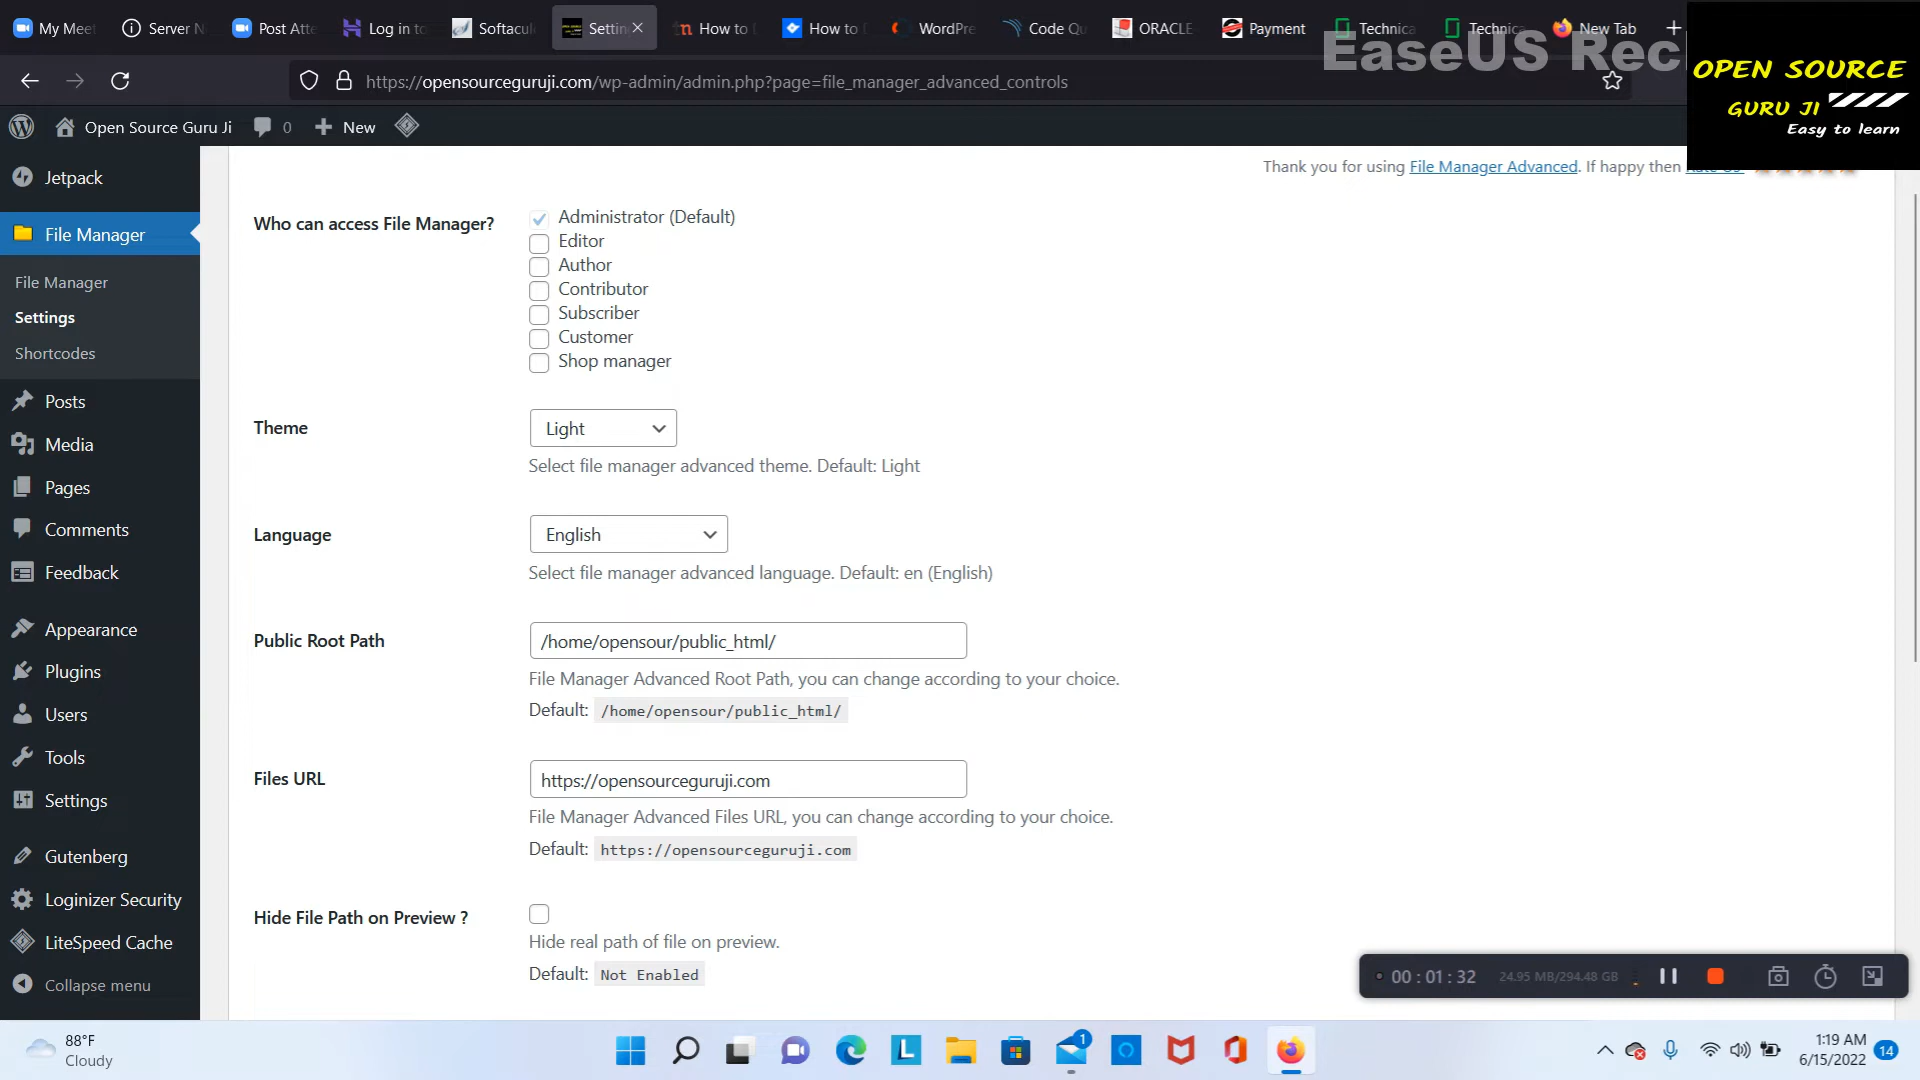 My Meet
Server N
Post Atte
Log in to
Softacul
Settin
How to
How to D
WordPre
Code Qu
ORACLE
Payment
Technica
Technica
New Tab
EaseUS Rec
OPEN SOURCE
GURU JI
Easy to learn
https://opensourceguruji.com/wp-admin/admin.php?page=file_manager_advanced_controls
Open Source Guru Ji
0
New
Thank you for using File Manager Advanced. If happy then
Jetpack
File Manager
File Manager
Settings
Shortcodes
Posts
Media
Pages
Comments
Feedback
Appearance
Plugins
Users
Tools
Settings
Gutenberg
Loginizer Security
LiteSpeed Cache
Collapse menu
Who can access File Manager?
Administrator (Default)
Editor
Author
Contributor
Subscriber
Customer
Shop manager
Theme
Light
Select file manager advanced theme. Default: Light
Language
English
Select file manager advanced language. Default: en (English)
Public Root Path
/home/opensour/public_html/
File Manager Advanced Root Path, you can change according to your choice.
Default: /home/opensour/public_html/
Files URL
https://opensourceguruji.com
File Manager Advanced Files URL, you can change according to your choice.
Default: https://opensourceguruji.com
Hide File Path on Preview ?
Hide real path of file on preview.
Default: Not Enabled
00 : 01 : 32
24.95 MB/294.48 GB
88°F
Cloudy
1
1:19 AM
6/15/2022
14